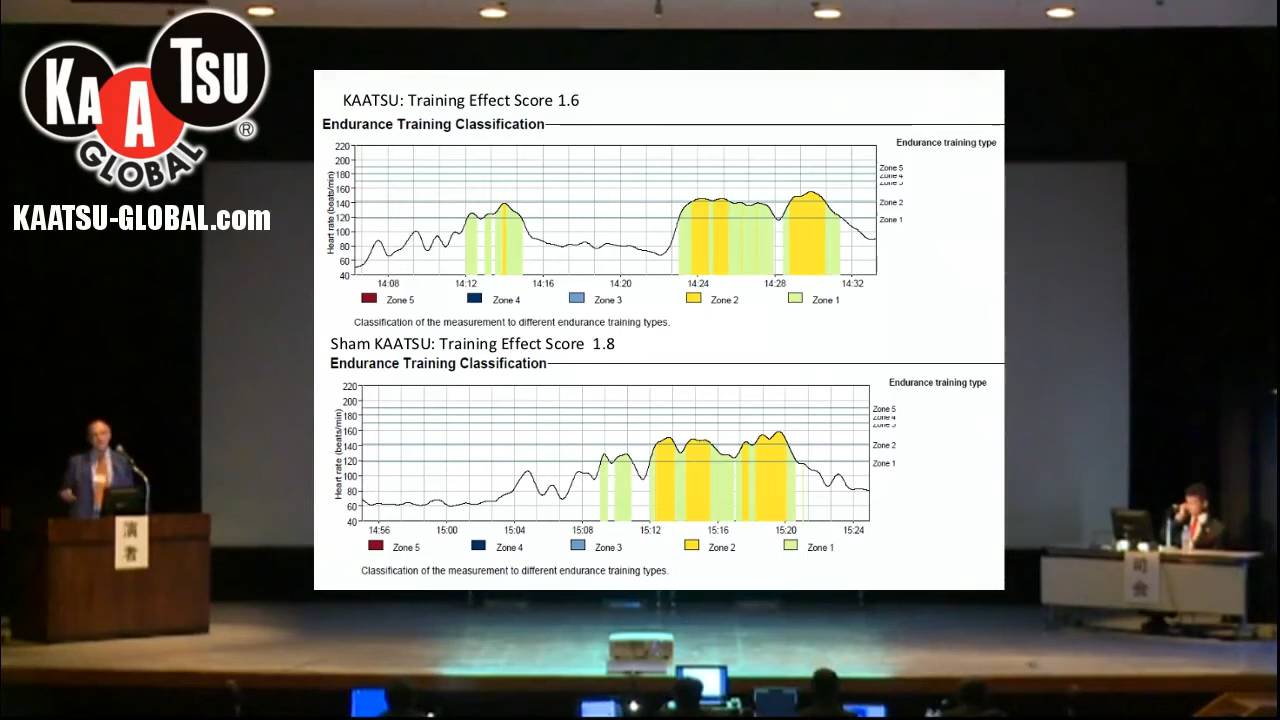 KAATSU
GLOBAL
®
KAATSU-GLOBAL.com
KAATSU: Training Effect Score 1.6
Endurance Training Classification
Endurance training type
Heart rate (beats/min)
220
200
180
160
140
120
100
80
60
40
Zone 5
Zone 4
Zone 3
Zone 2
Zone 1
14:08 14:12 14:16 14:20 14:24 14:28 14:32
Zone 5 Zone 4 Zone 3 Zone 2 Zone 1
Classification of the measurement to different endurance training types.
Sham KAATSU: Training Effect Score 1.8
Endurance Training Classification
Endurance training type
Heart rate (beats/min)
220
200
180
160
140
120
100
80
60
40
Zone 5
Zone 4
Zone 3
Zone 2
Zone 1
14:56 15:00 15:04 15:08 15:12 15:16 15:20 15:24
Zone 5 Zone 4 Zone 3 Zone 2 Zone 1
Classification of the measurement to different endurance training types.
演者
司会